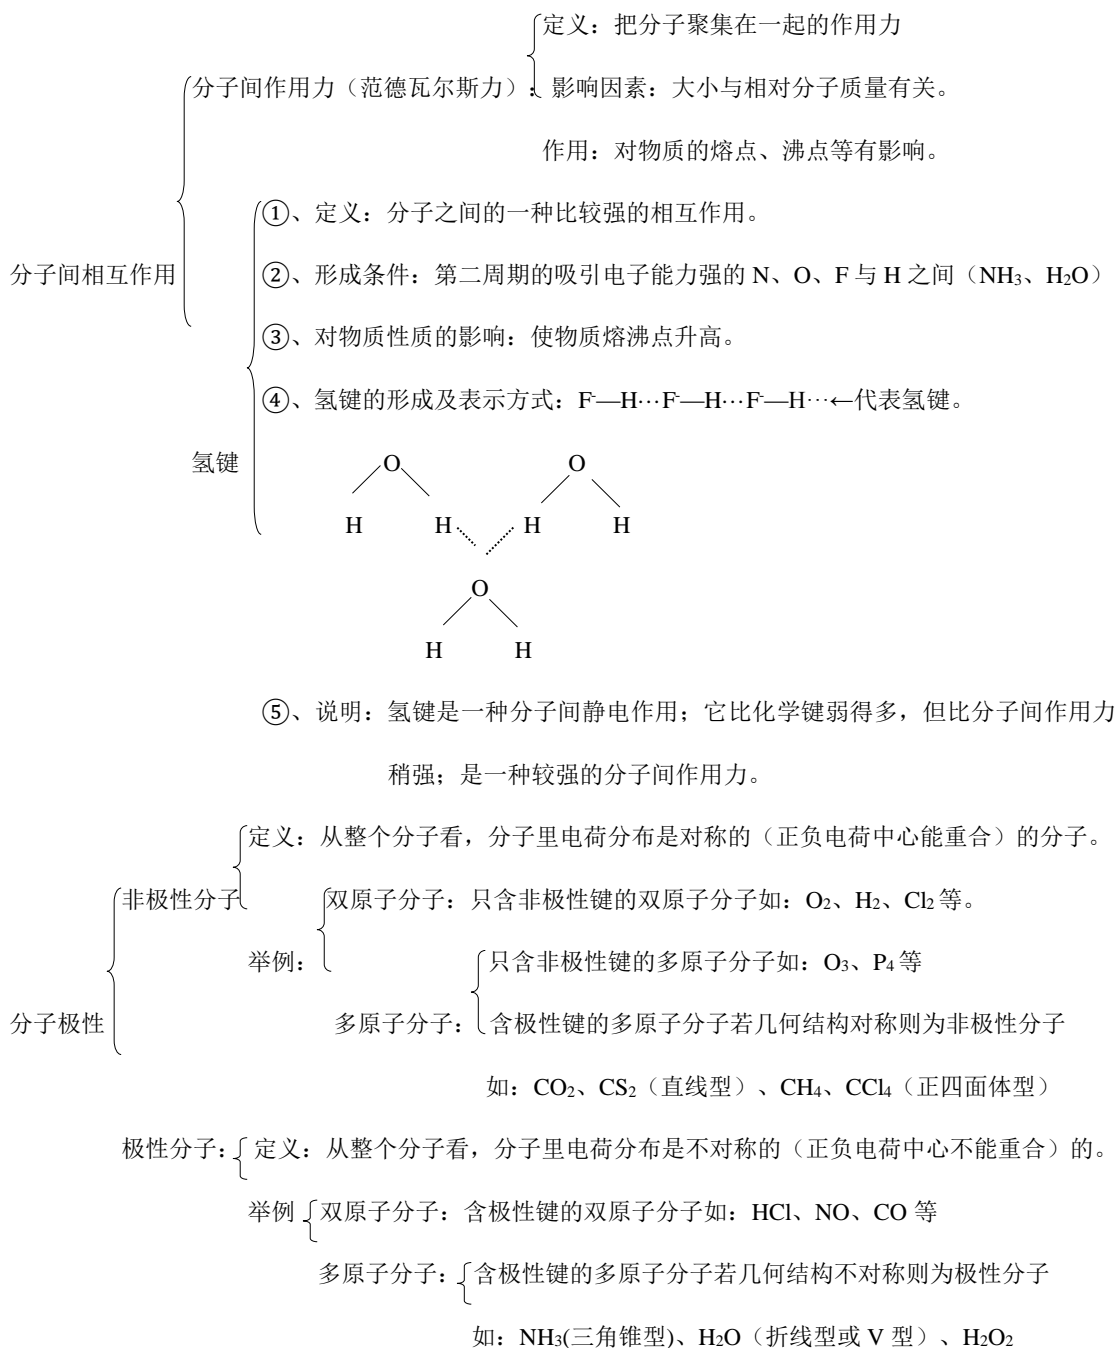 定义：把分子聚集在一起的作用力
分子间作用力（范德瓦尔斯力）：影响因素：大小与相对分子质量有关。
作用：对物质的熔点、沸点等有影响。
①、定义：分子之间的一种比较强的相互作用。
分子间相互作用 ②、形成条件：第二周期的吸引电子能力强的 N、O、F 与 H 之间（NH₃、H₂O）
③、对物质性质的影响：使物质熔沸点升高。
④、氢键的形成及表示方式：F⁻—H···F⁻—H···F⁻—H···←代表氢键。
氢键 O O
H H H H
O
H H
⑤、说明：氢键是一种分子间静电作用；它比化学键弱得多，但比分子间作用力
稍强；是一种较强的分子间作用力。
定义：从整个分子看，分子里电荷分布是对称的（正负电荷中心能重合）的分子。
非极性分子 双原子分子：只含非极性键的双原子分子如：O₂、H₂、Cl₂ 等。
举例： 只含非极性键的多原子分子如：O₃、P₄ 等
分子极性 多原子分子： 含极性键的多原子分子若几何结构对称则为非极性分子
如：CO₂、CS₂（直线型）、CH₄、CCl₄（正四面体型）
极性分子： 定义：从整个分子看，分子里电荷分布是不对称的（正负电荷中心不能重合）的。
举例 双原子分子：含极性键的双原子分子如：HCl、NO、CO 等
多原子分子： 含极性键的多原子分子若几何结构不对称则为极性分子
如：NH₃(三角锥型)、H₂O（折线型或 V 型）、H₂O₂